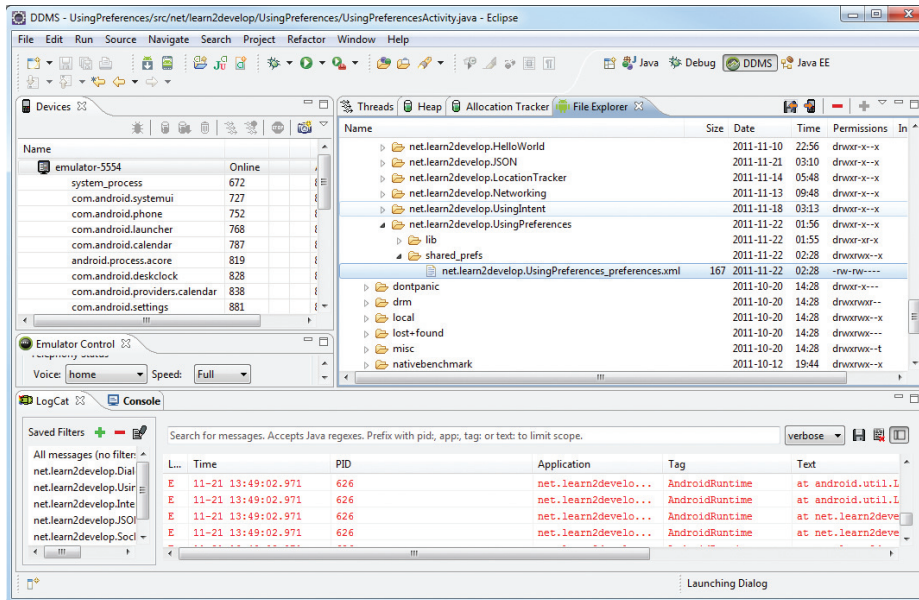 DDMS - UsingPreferences/src/net/learn2develop/UsingPreferences/UsingPreferencesActivity.java - Eclipse
File Edit Run Source Navigate Search Project Refactor Window Help
Java Debug DDMS Java EE
Devices
Name
emulator-5554 Online
system_process 672
com.android.systemui 727
com.android.phone 752
com.android.launcher 768
com.android.calendar 787
android.process.acore 819
com.android.deskclock 828
com.android.providers.calendar 838
com.android.settings 881
Threads Heap Allocation Tracker File Explorer
Name Size Date Time Permissions In
net.learn2develop.HelloWorld 2011-11-10 22:56 drwxr-x--x
net.learn2develop.JSON 2011-11-21 03:10 drwxr-x--x
net.learn2develop.LocationTracker 2011-11-14 05:48 drwxr-x--x
net.learn2develop.Networking 2011-11-13 09:48 drwxr-x--x
net.learn2develop.UsingIntent 2011-11-18 03:13 drwxr-x--x
net.learn2develop.UsingPreferences 2011-11-22 01:56 drwxr-x--x
lib 2011-11-22 01:55 drwxr-xr-x
shared_prefs 2011-11-22 02:28 drwxrwx--x
net.learn2develop.UsingPreferences_preferences.xml 167 2011-11-22 02:28 -rw-rw----
dontpanic 2011-10-20 14:28 drwxr-x---
drm 2011-10-20 14:28 drwxrwxr--
local 2011-10-20 14:28 drwxrwx--x
lost+found 2011-10-20 14:28 drwxrwx---
misc 2011-10-20 14:28 drwxrwx--t
nativebenchmark 2011-10-12 19:44 drwxrwx--x
Emulator Control
Voice: home Speed: Full
LogCat Console
Saved Filters
All messages (no filter:
net.learn2develop.Dial
net.learn2develop.Usir
net.learn2develop.Inte
net.learn2develop.JSOI
net.learn2develop.Socl
Search for messages. Accepts Java regexes. Prefix with pid:, app:, tag: or text: to limit scope.
verbose
L... Time PID Application Tag Text
E 11-21 13:49:02.971 626 net.learn2develo... AndroidRuntime at android.util.L
E 11-21 13:49:02.971 626 net.learn2develo... AndroidRuntime at net.learn2deve
E 11-21 13:49:02.971 626 net.learn2develo... AndroidRuntime at net.learn2deve
Launching Dialog